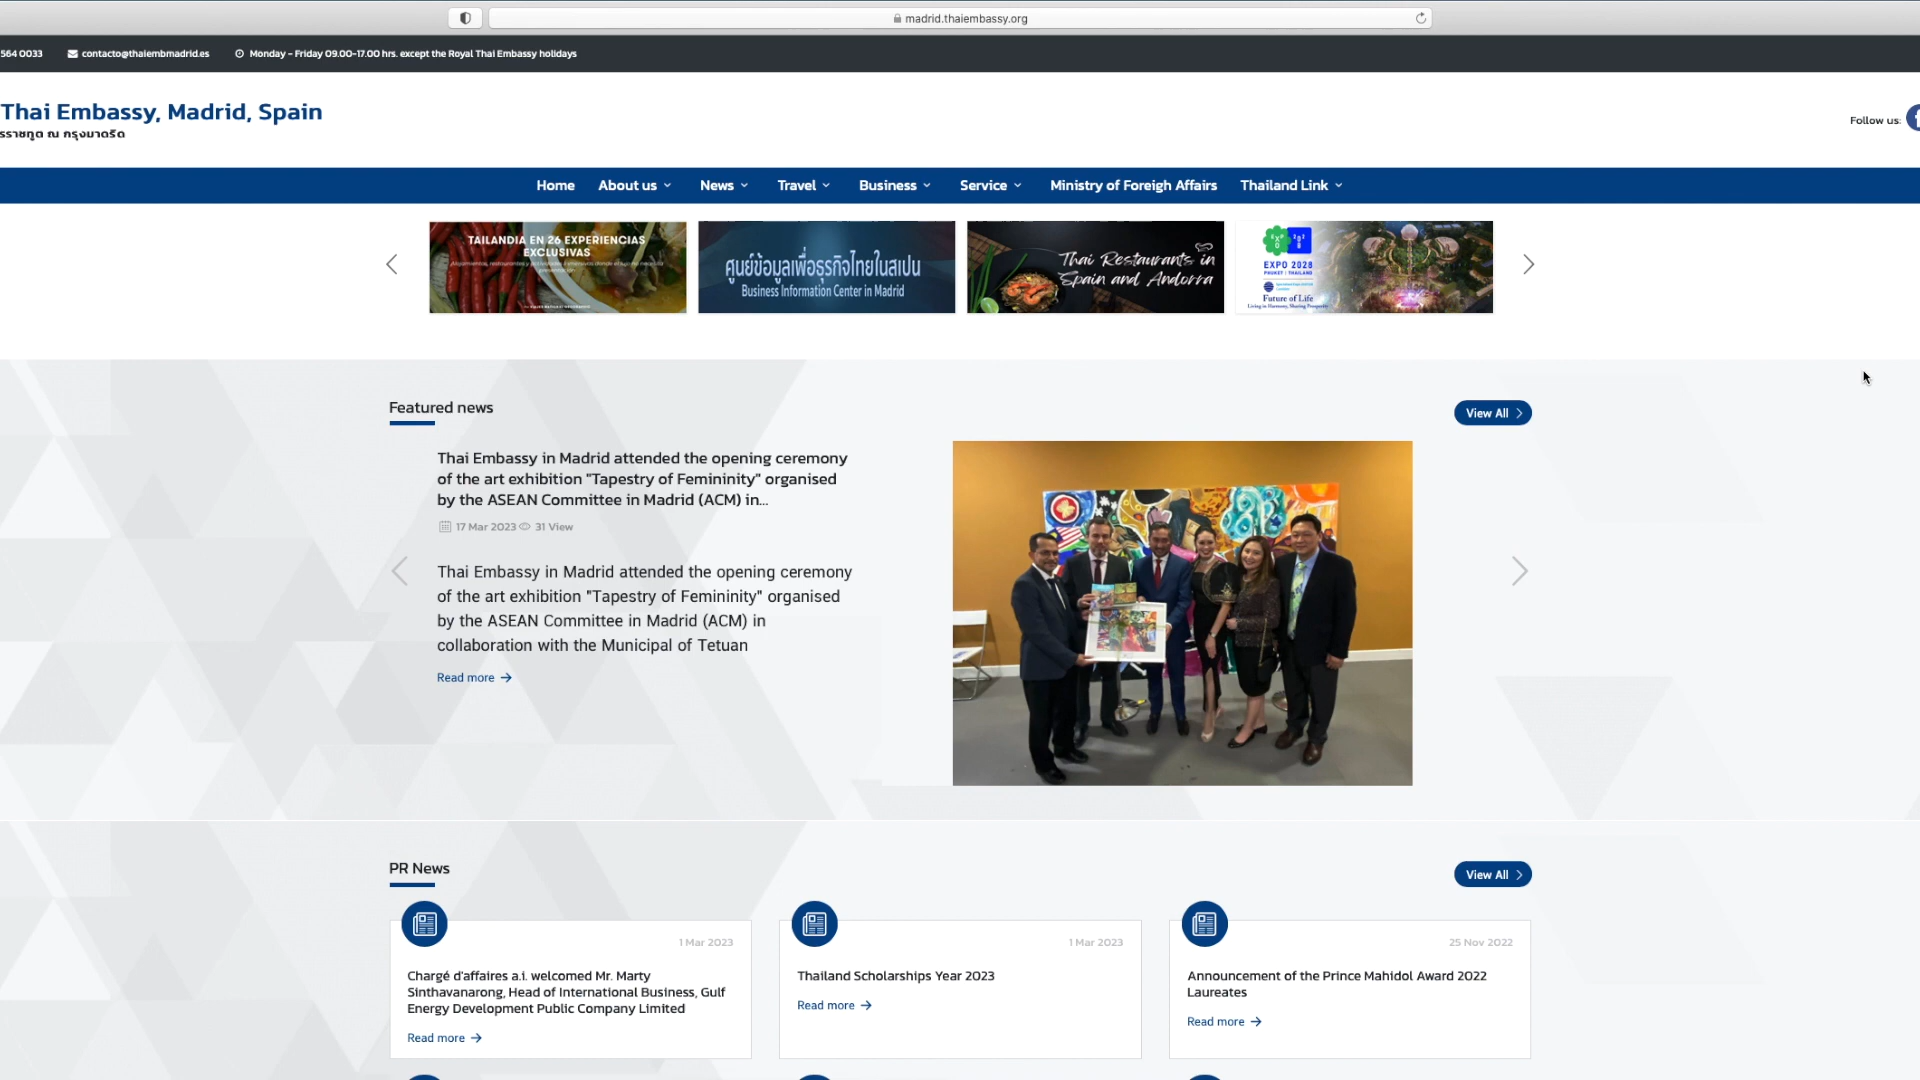 madrid.thaiembassy.org
564 0033 contacto@thaiembmadrid.es Monday - Friday 09.00-17.00 hrs. except the Royal Thai Embassy holidays
Thai Embassy, Madrid, Spain
รราชทูต ณ กรุงมาดริด
Follow us:
Home About us News Travel Business Service Ministry of Foreigh Affairs Thailand Link
TAILANDIA EN 26 EXPERIENCIAS
EXCLUSIVAS
ศูนย์ข้อมูลเพื่อธุรกิจไทยในสเปน
Business Information Center in Madrid
Thai Restaurants in
Spain and Andorra
EXPO 2028
PHUKET : THAILAND
Future of Life
Living in Harmony, Sharing Prosperity
Featured news
View All
Thai Embassy in Madrid attended the opening ceremony
of the art exhibition "Tapestry of Femininity" organised
by the ASEAN Committee in Madrid (ACM) in...
17 Mar 2023 31 View
Thai Embassy in Madrid attended the opening ceremony
of the art exhibition "Tapestry of Femininity" organised
by the ASEAN Committee in Madrid (ACM) in
collaboration with the Municipal of Tetuan
Read more
PR News
View All
1 Mar 2023
Chargé d'affaires a.i. welcomed Mr. Marty
Sinthavanarong, Head of International Business, Gulf
Energy Development Public Company Limited
Read more
1 Mar 2023
Thailand Scholarships Year 2023
Read more
25 Nov 2022
Announcement of the Prince Mahidol Award 2022
Laureates
Read more